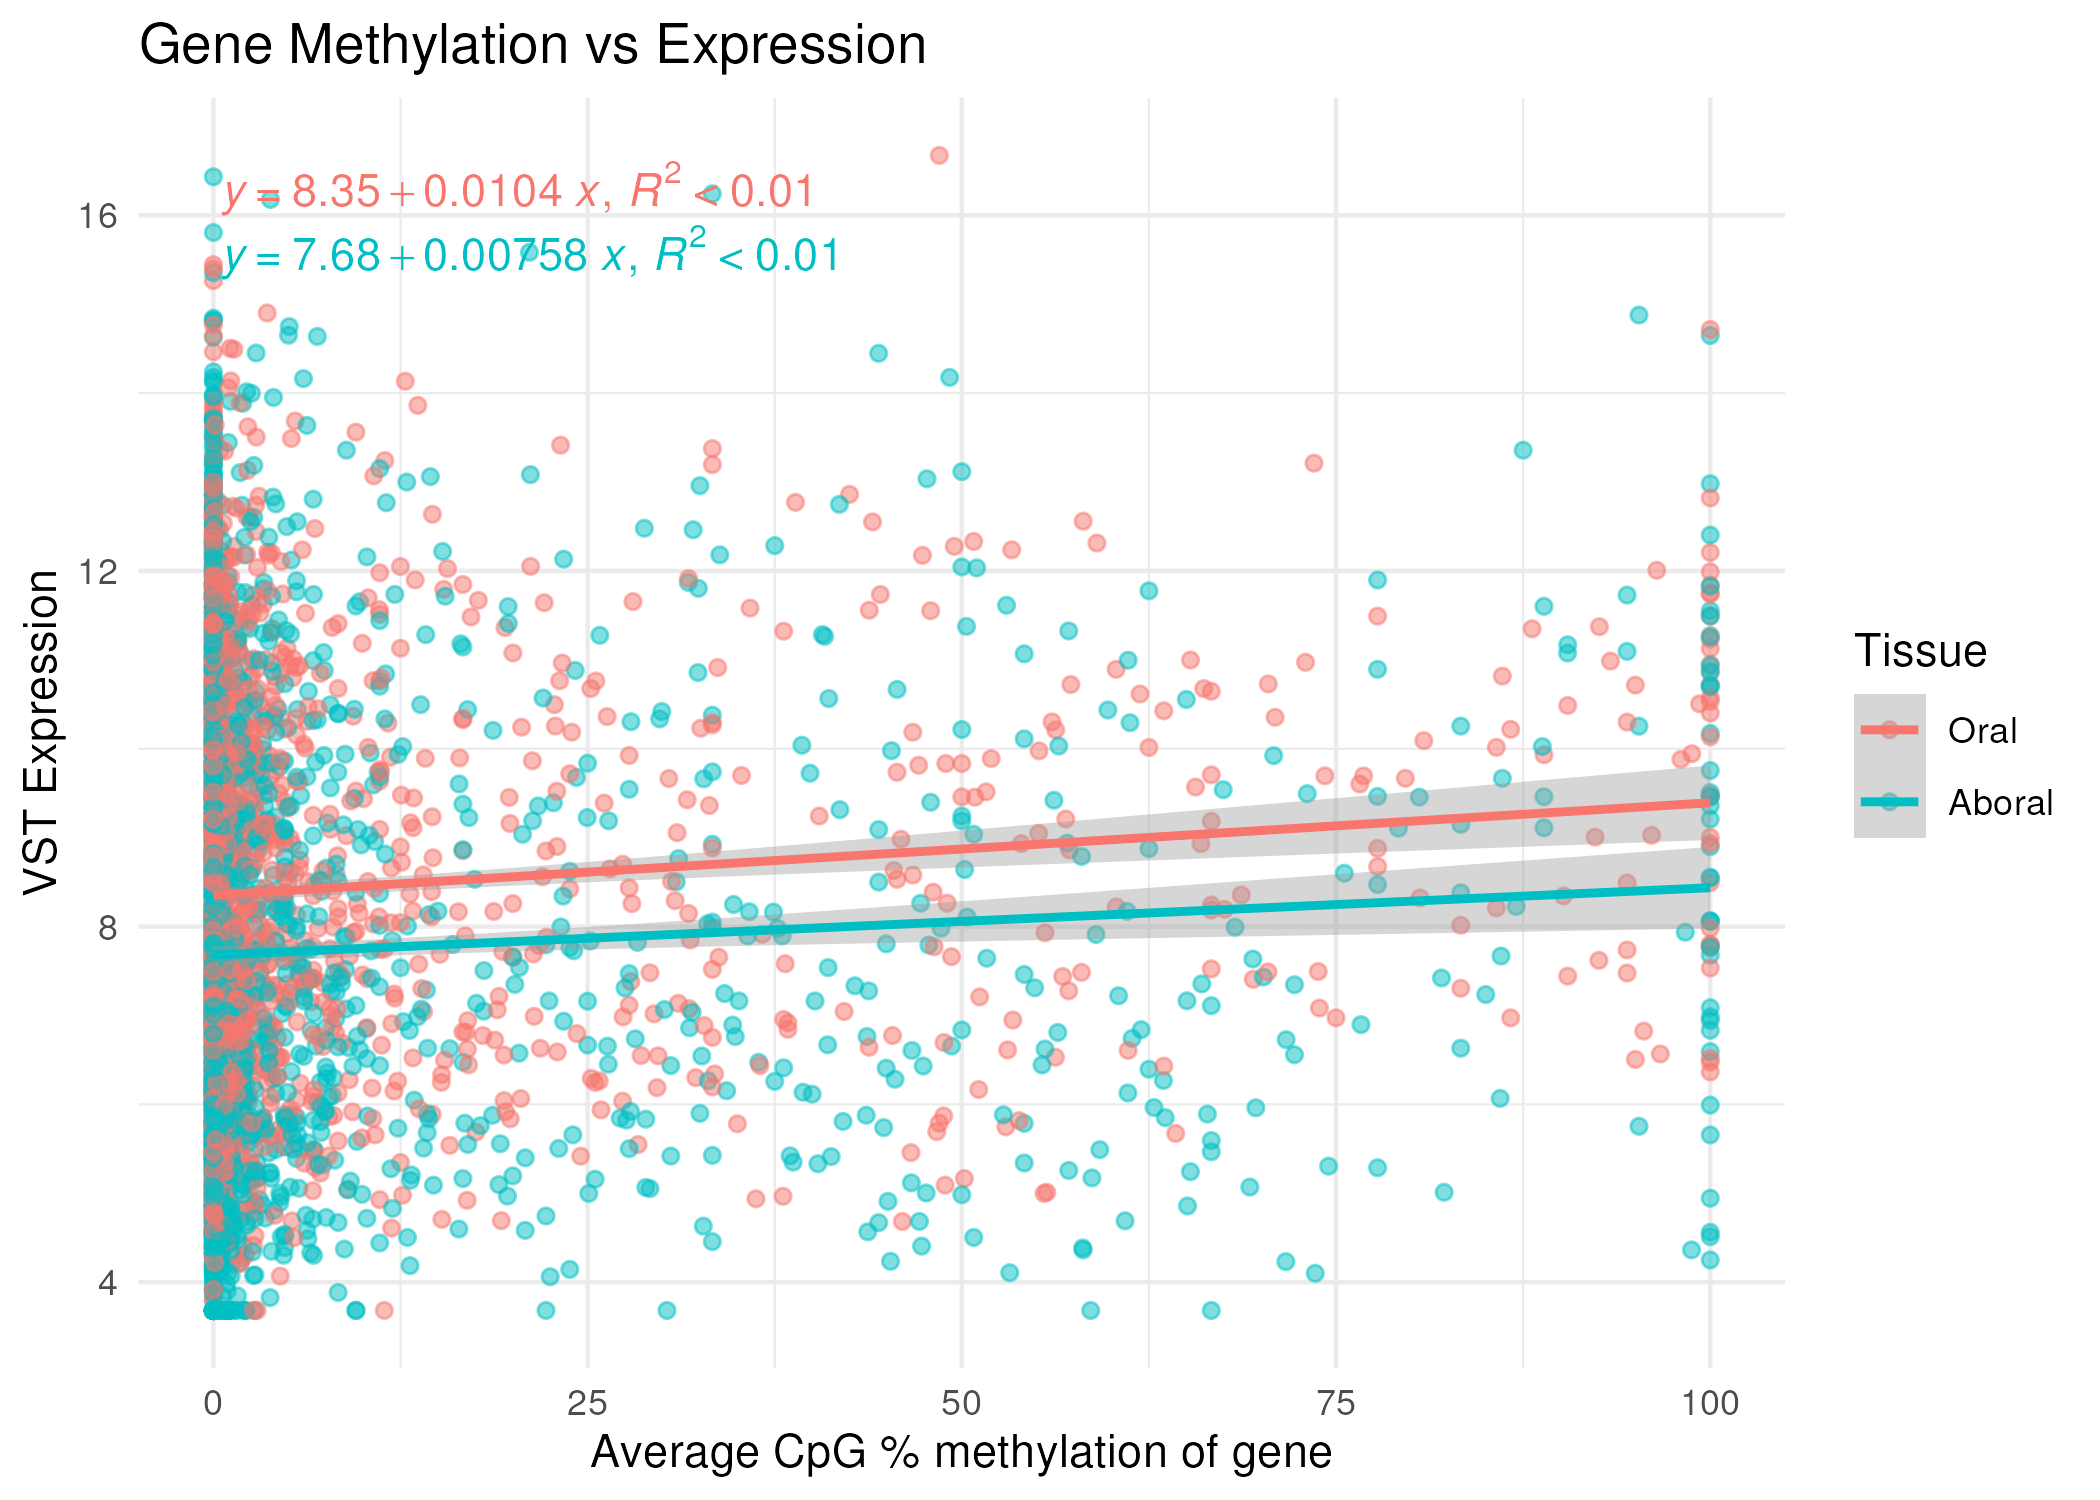 Gene Methylation vs Expression
y = 8.35 + 0.0104 x, R² < 0.01
y = 7.68 + 0.00758 x, R² < 0.01
16
12
8
4
VST Expression
0 25 50 75 100
Average CpG % methylation of gene
Tissue
Oral
Aboral